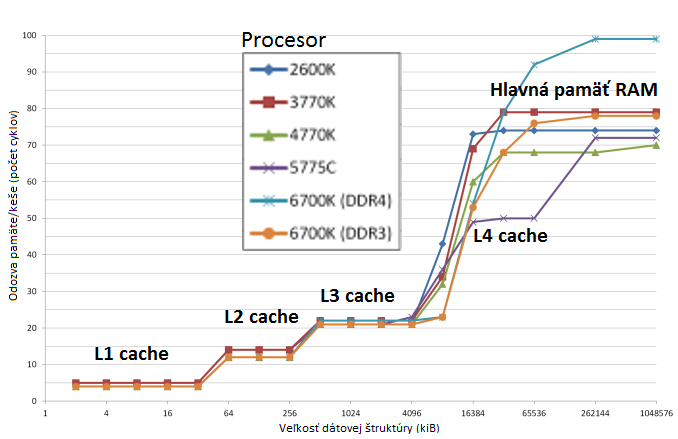 Procesor
2600K
3770K
4770K
5775C
6700K (DDR4)
6700K (DDR3)
Hlavná pamäť RAM
L4 cache
L3 cache
L2 cache
L1 cache
Odozva pamäte/keše (počet cyklov)
100
90
80
70
60
50
40
30
20
10
0
1 4 16 64 256 1024 4096 16384 65536 262144 1048576
Veľkosť dátovej štruktúry (kiB)